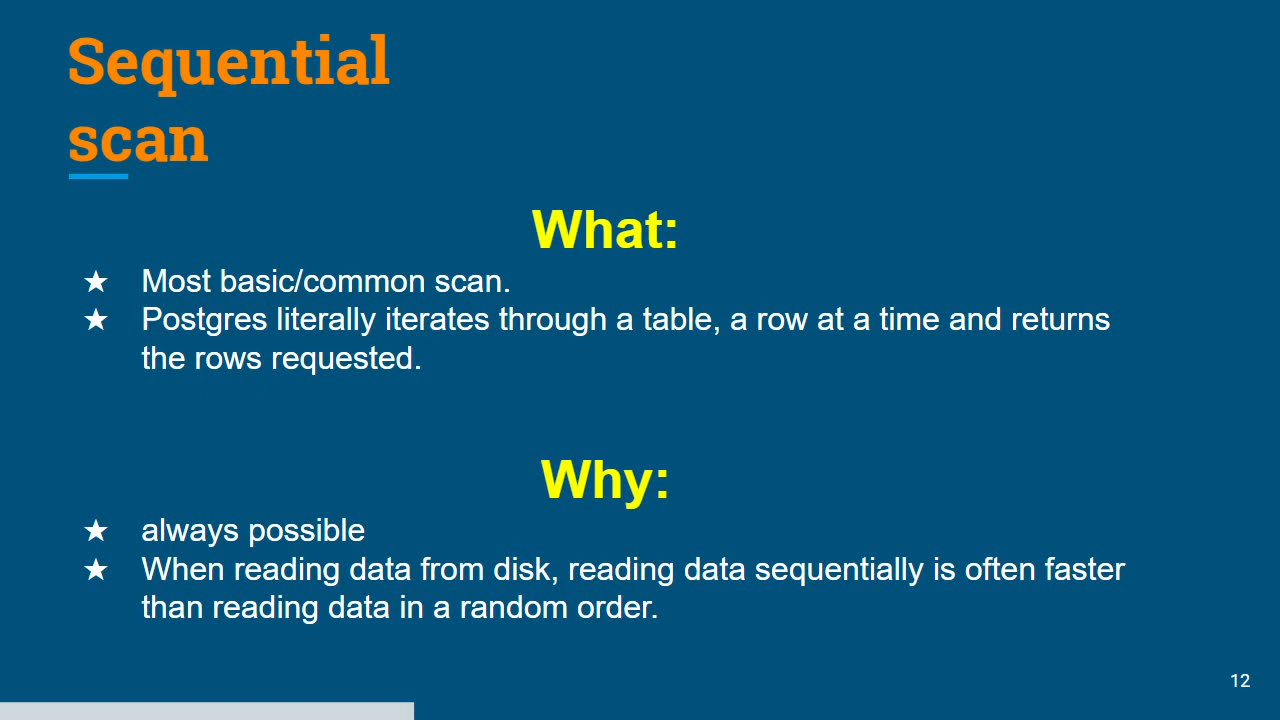 Sequential
scan
What:
★ Most basic/common scan.
★ Postgres literally iterates through a table, a row at a time and returns
the rows requested.
Why:
★ always possible
★ When reading data from disk, reading data sequentially is often faster
than reading data in a random order.
12